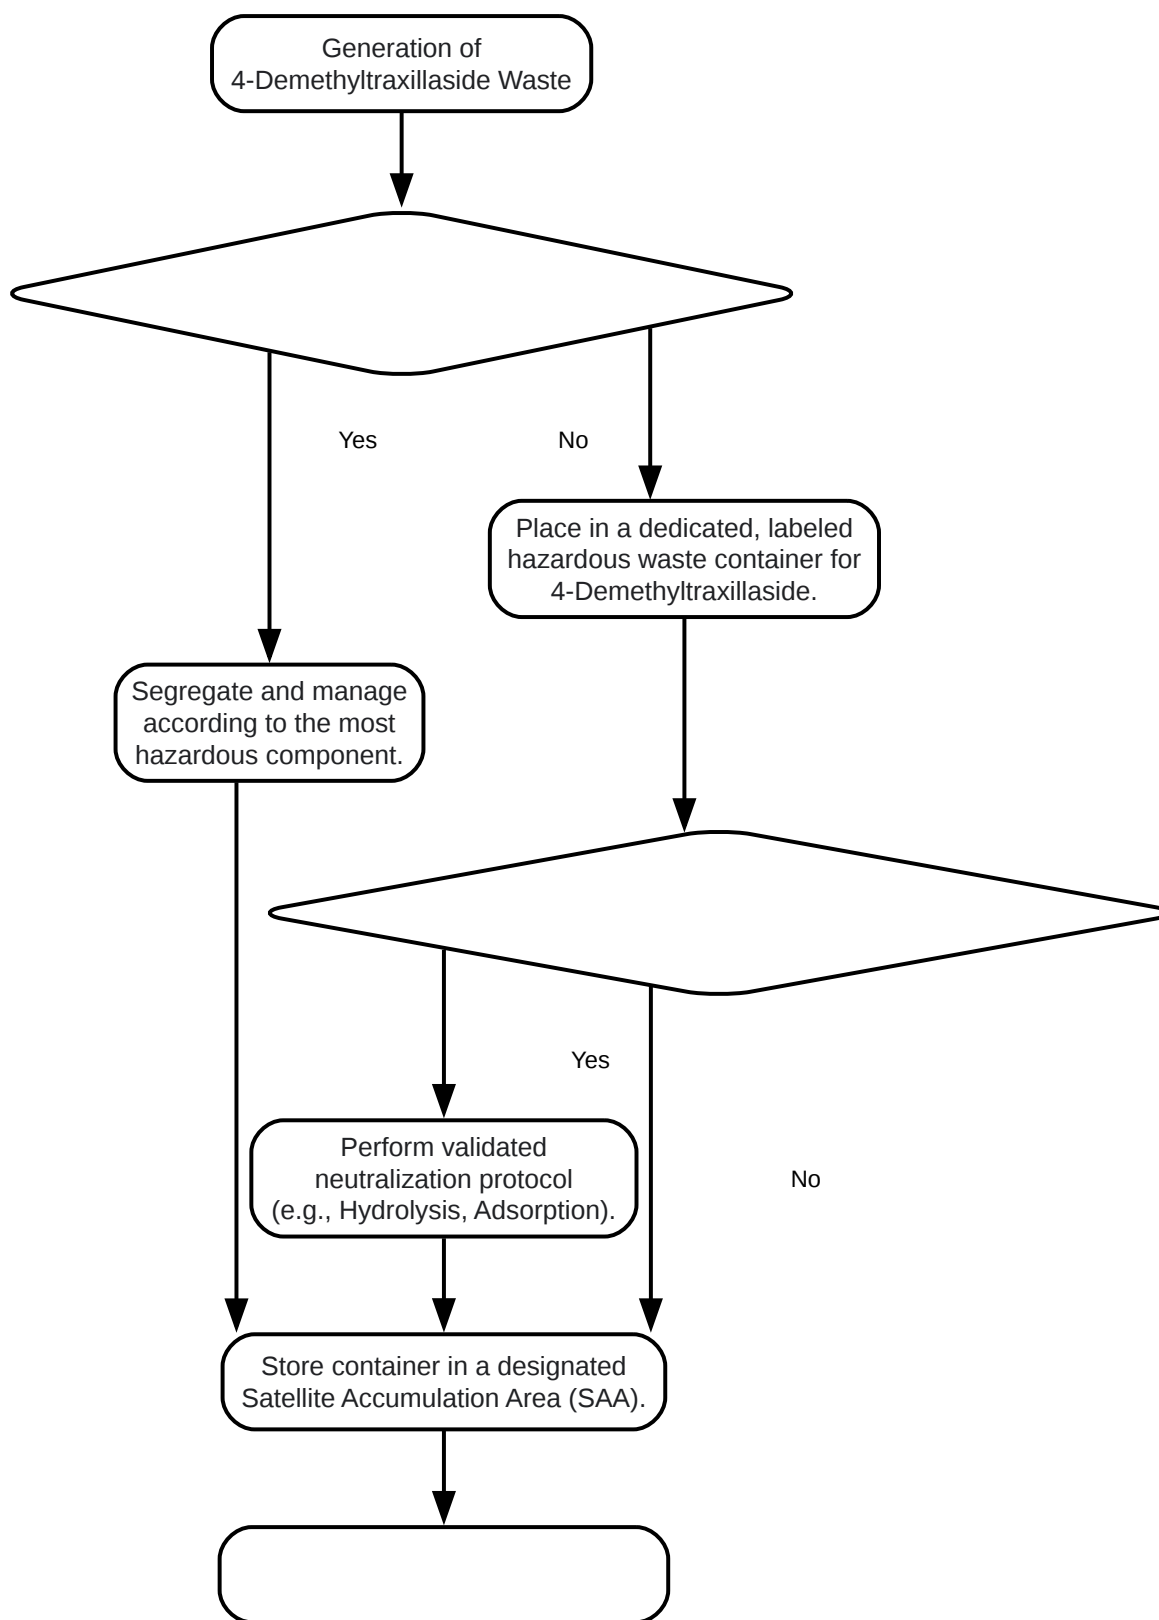 Generation of
4-Demethyltraxillaside Waste
Yes
No
Place in a dedicated, labeled
hazardous waste container for
4-Demethyltraxillaside.
Segregate and manage
according to the most
hazardous component.
Yes
Perform validated
neutralization protocol
(e.g., Hydrolysis, Adsorption).
No
Store container in a designated
Satellite Accumulation Area (SAA).